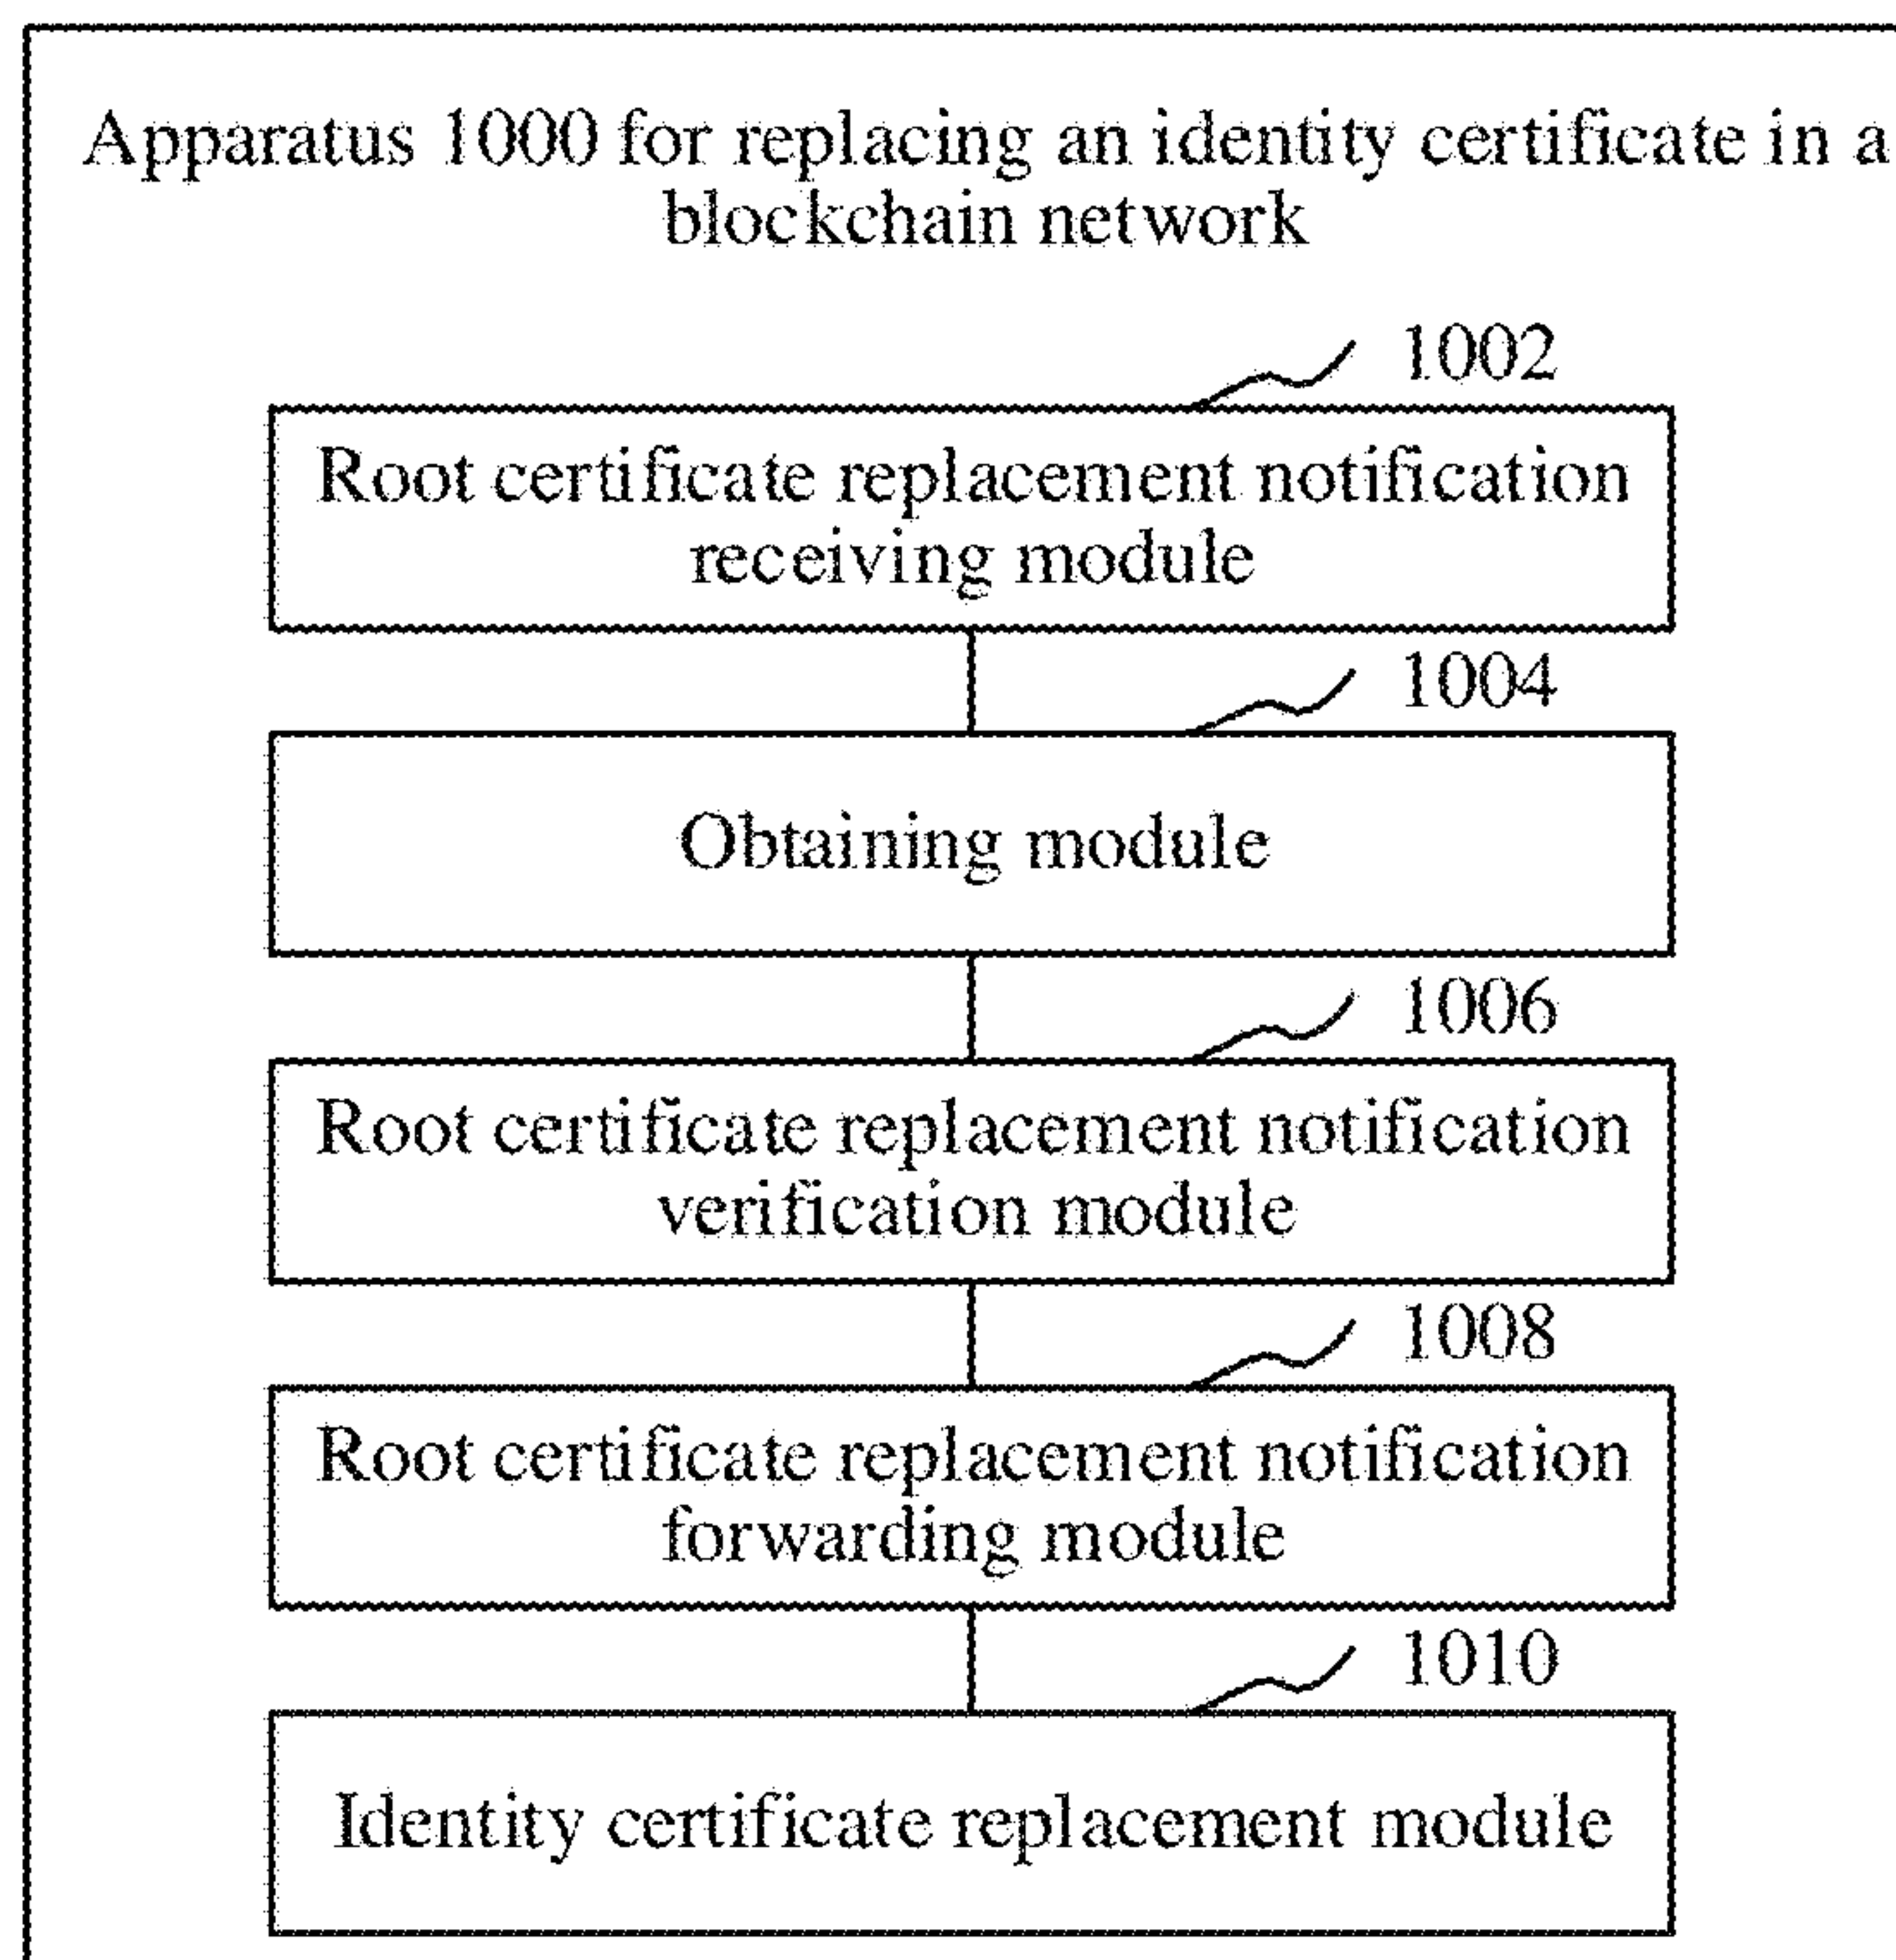 Apparatus 1000 for replacing an identity certificate in a
blockchain network
1002
Root certificate replacement notification
receiving module
1004
Obtaining module
1006
Root certificate replacement notification
verification module
1008
Root certificate replacement notification
forwarding module
1010
Identity certificate replacement module